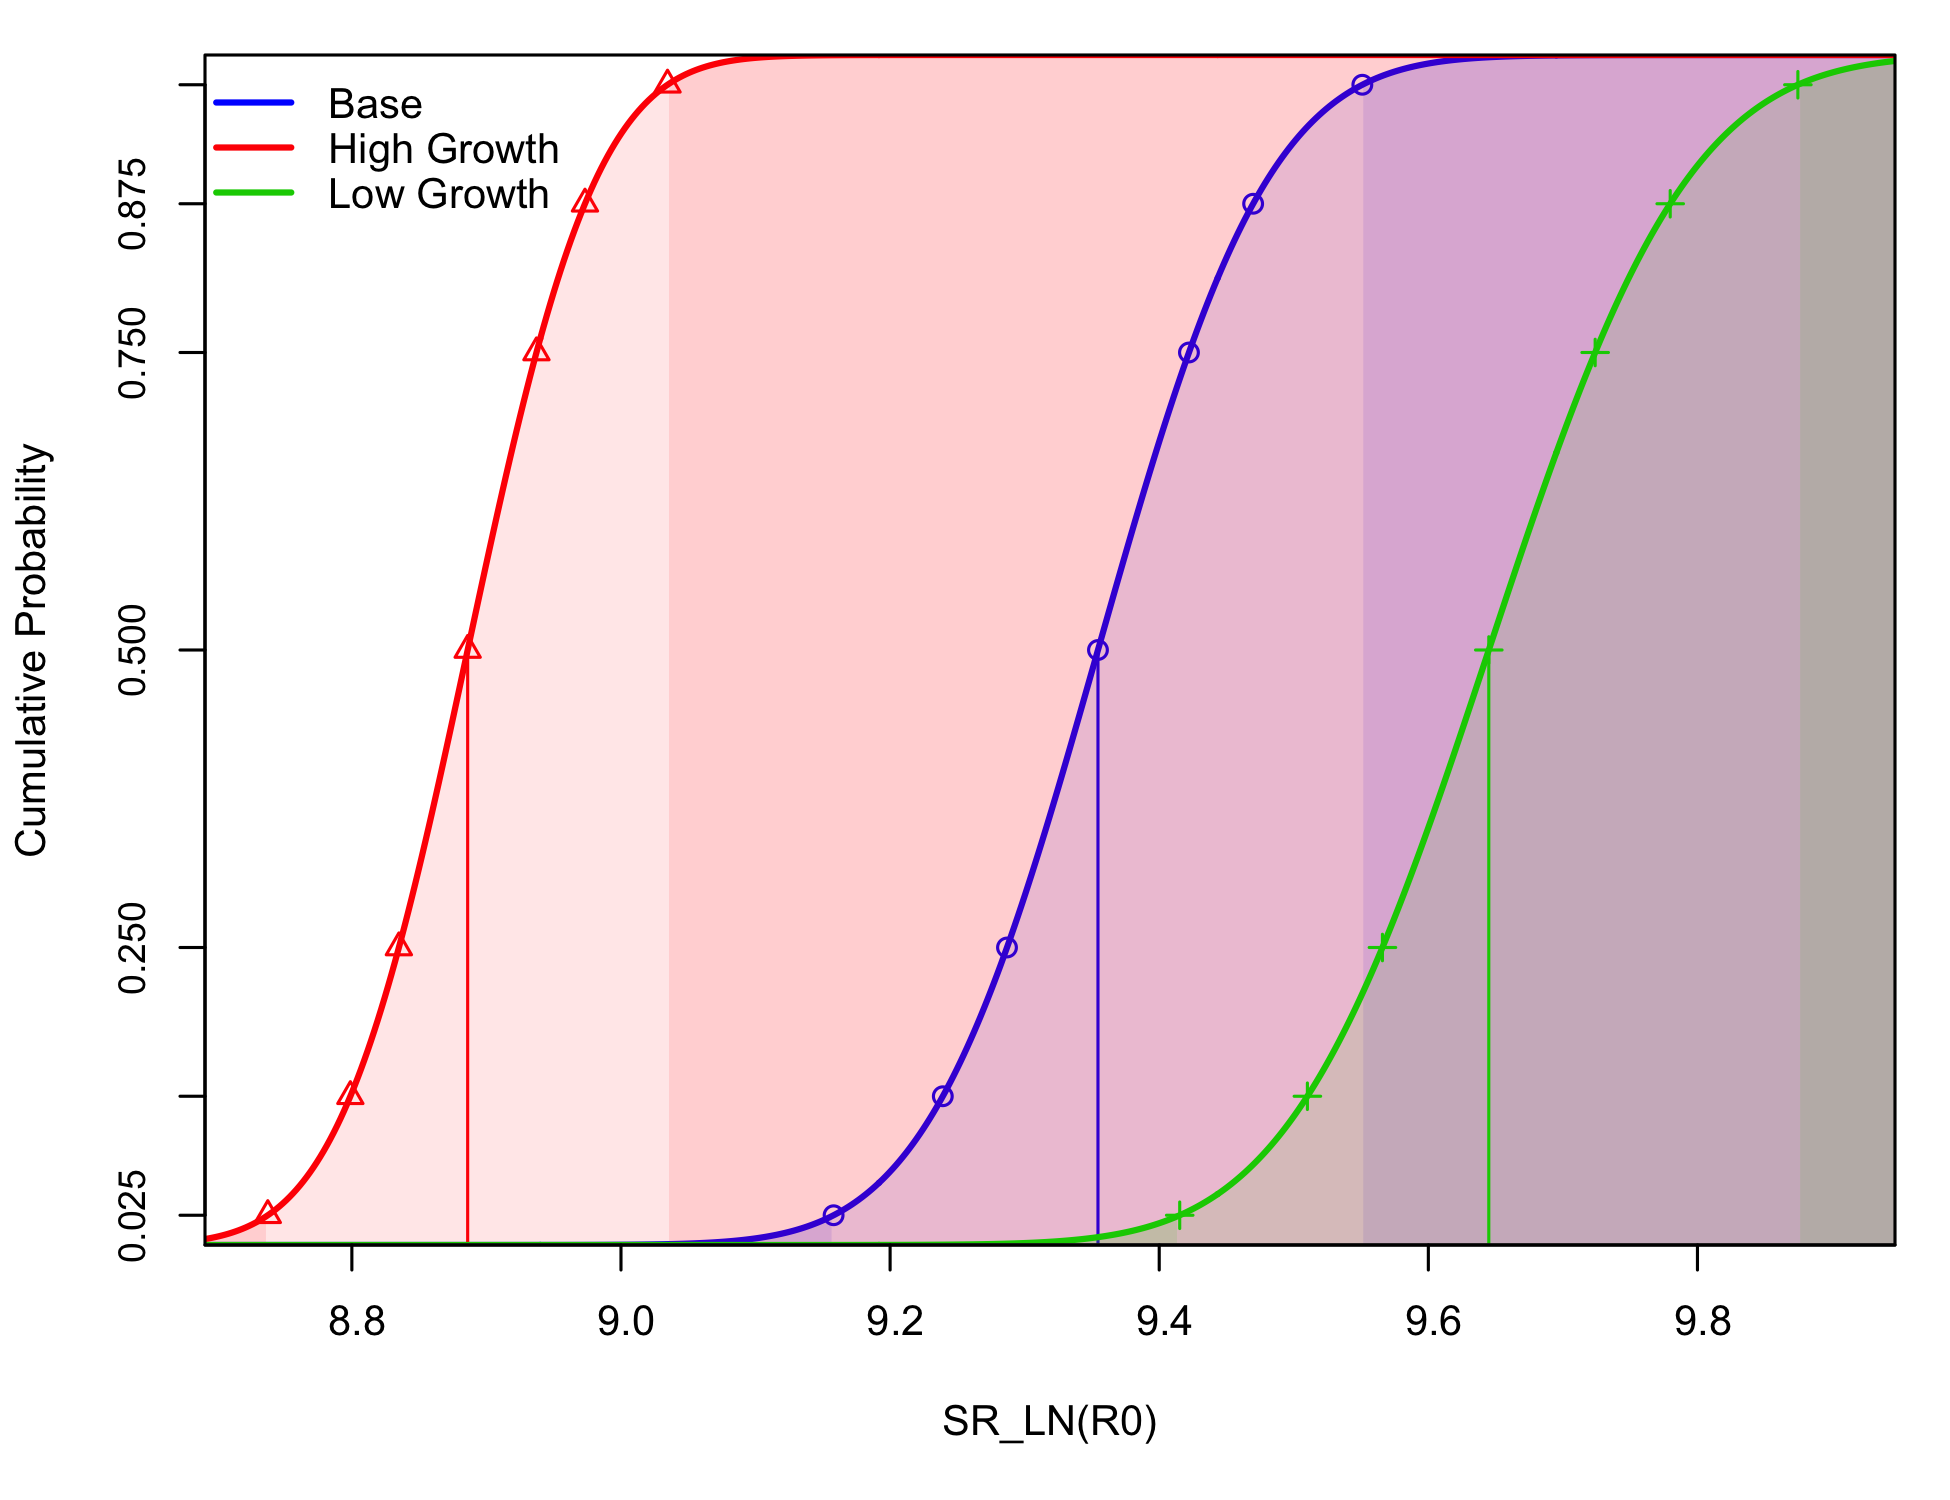 Base
High Growth
Low Growth
Cumulative Probability
0.875
0.750
0.500
0.250
0.025
8.8 9.0 9.2 9.4 9.6 9.8
SR_LN(R0)